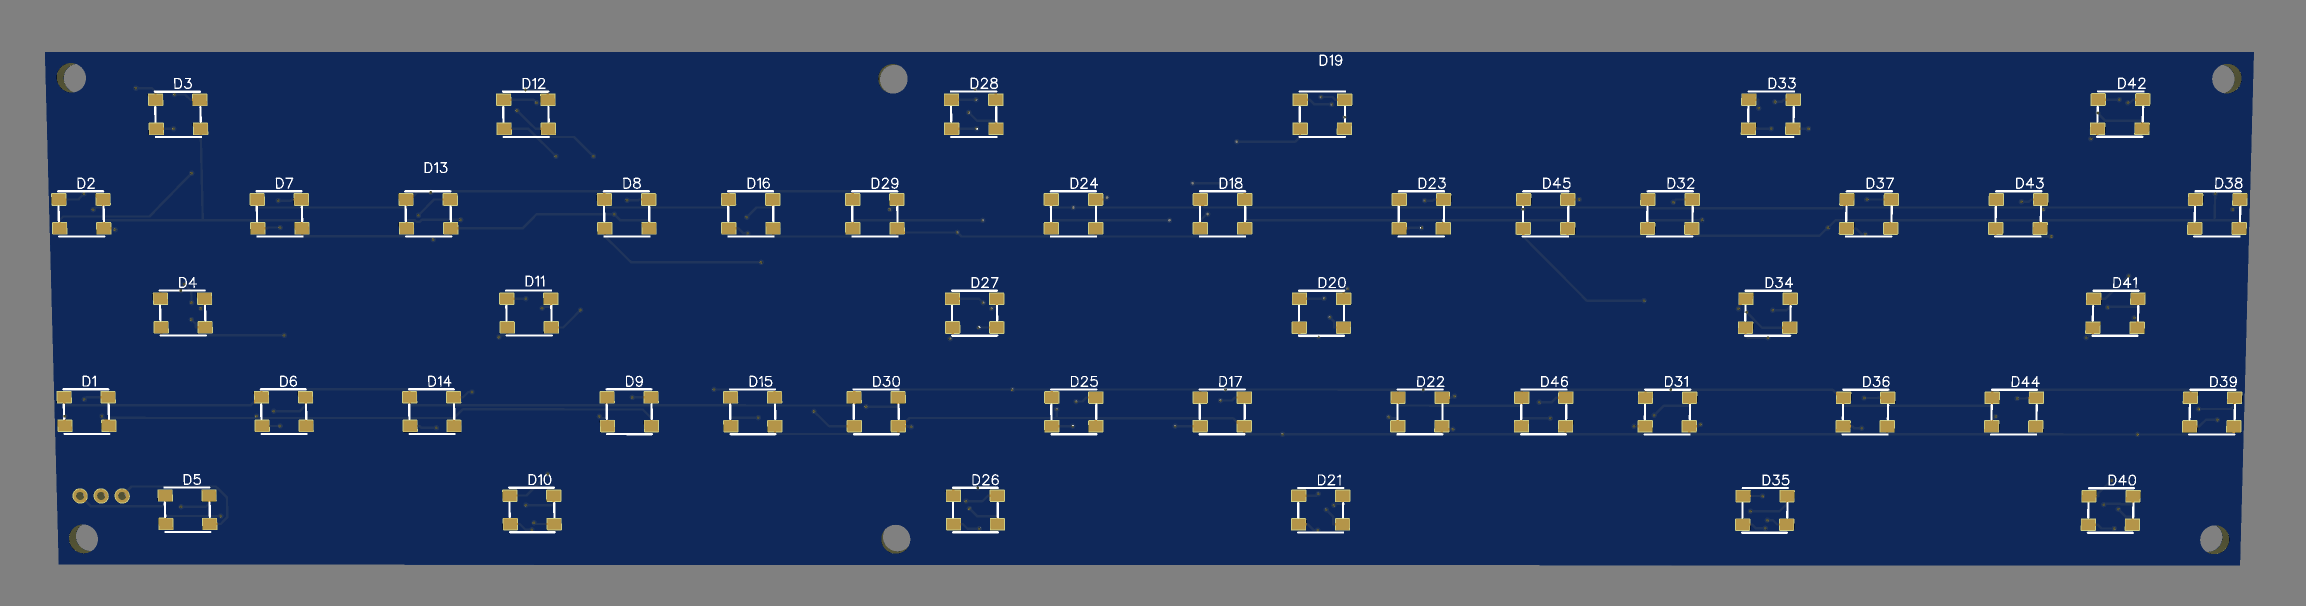 D19
D3 D12 D28 D33 D42
D13
D2 D7 D8 D16 D29 D24 D18 D23 D45 D32 D37 D43 D38
D4 D11 D27 D20 D34 D41
D1 D6 D14 D9 D15 D30 D25 D17 D22 D46 D31 D36 D44 D39
D5 D10 D26 D21 D35 D40